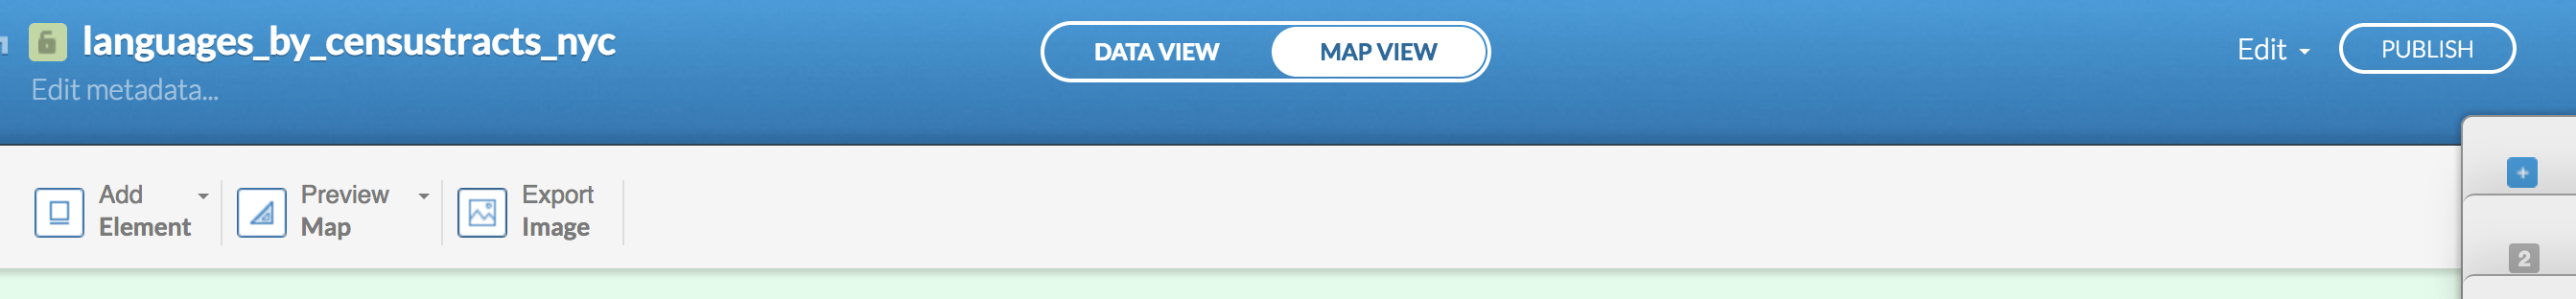 languages_by_censustracts_nyc
Edit metadata...
DATA VIEW
MAP VIEW
Edit
PUBLISH
Add
Element
Preview
Map
Export
Image
+
2